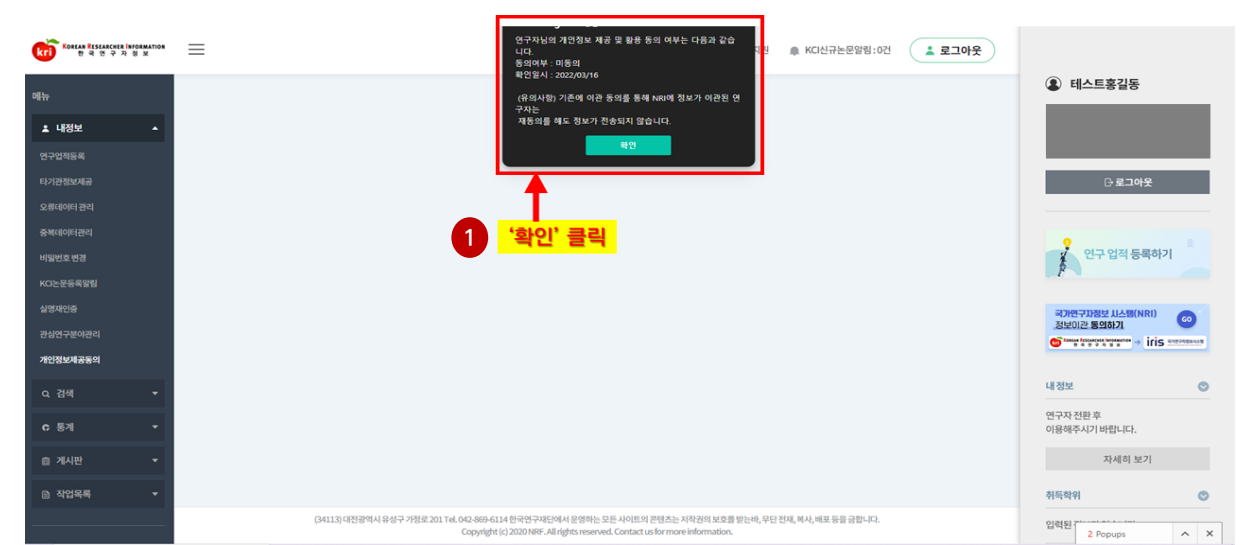 kri KOREAN RESEARCHER INFORMATION
한 국 연 구 자 정 보
연구자님의 개인정보 제공 및 활용 동의 여부는 다음과 같습
니다.
동의여부 : 미동의
확인일시 : 2022/03/16
(유의사항) 기존에 이관 동의를 통해 NRI에 정보가 이관된 연
구자는
재동의를 해도 정보가 전송되지 않습니다.
확인
KCI신규논문알림 : 0건
로그아웃
1 ‘확인’ 클릭
메뉴
내정보
연구업적등록
타기관정보제공
오류데이터 관리
중복데이터관리
비밀번호 변경
KCI논문등록알림
실명재인증
관심연구분야관리
개인정보제공동의
검색
통계
게시판
작업목록
테스트홍길동
로그아웃
연구 업적 등록하기
국가연구자정보 시스템(NRI)
정보이관 동의하기
GO
kri KOREAN RESEARCHER INFORMATION
한 국 연 구 자 정 보
iris
내 정보
연구자 전환 후
이용해주시기 바랍니다.
자세히 보기
취득학위
입력된
2 Popups
(34113) 대전광역시 유성구 가정로 201 Tel. 042-869-6114 한국연구재단에서 운영하는 모든 사이트의 콘텐츠는 저작권의 보호를 받는바, 무단 전재, 복사, 배포 등을 금합니다.
Copyright (c) 2020 NRF. All rights reserved. Contact us for more information.